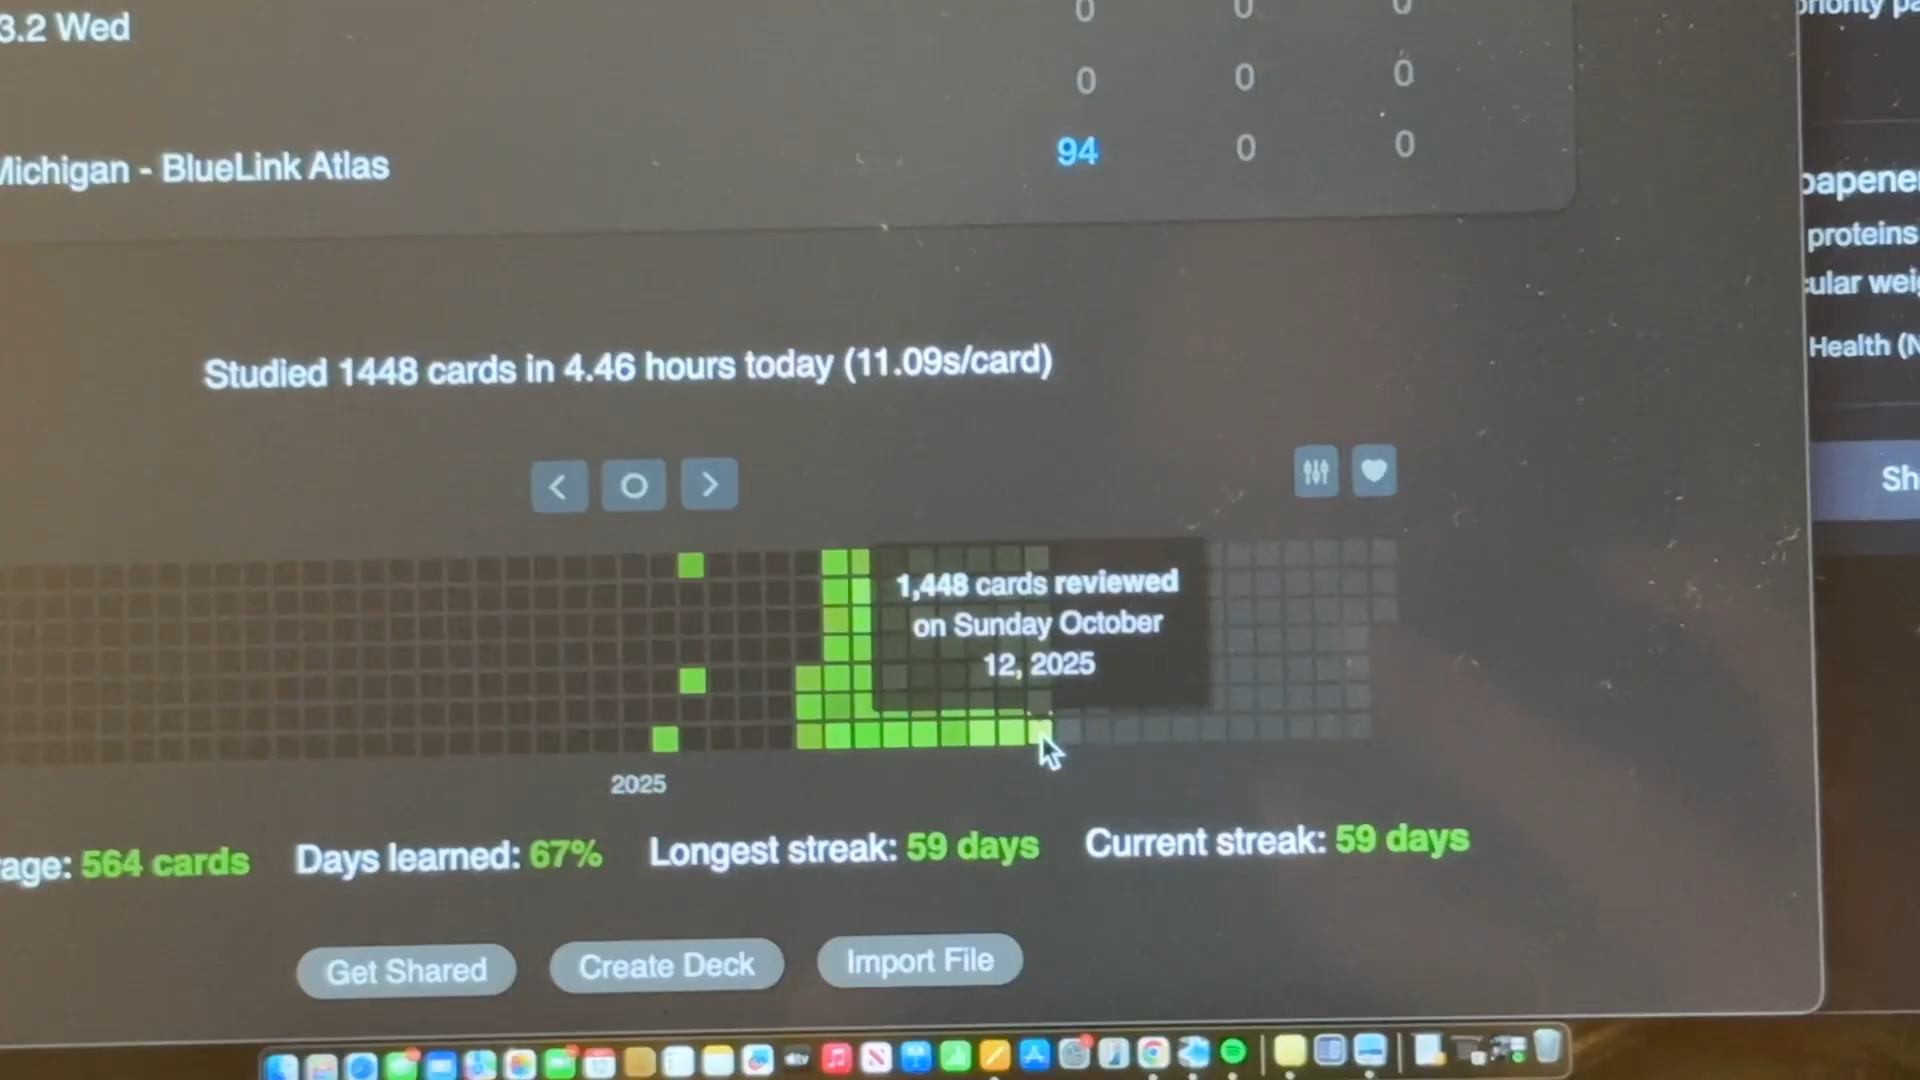 3.2 Wed
0 0 0
0 0 0
Michigan - BlueLink Atlas 94 0 0
proteins
Health (N
Studied 1448 cards in 4.46 hours today (11.09s/card)
1,448 cards reviewed
on Sunday October
12, 2025
2025
age: 564 cards Days learned: 67% Longest streak: 59 days Current streak: 59 days
Get Shared Create Deck Import File